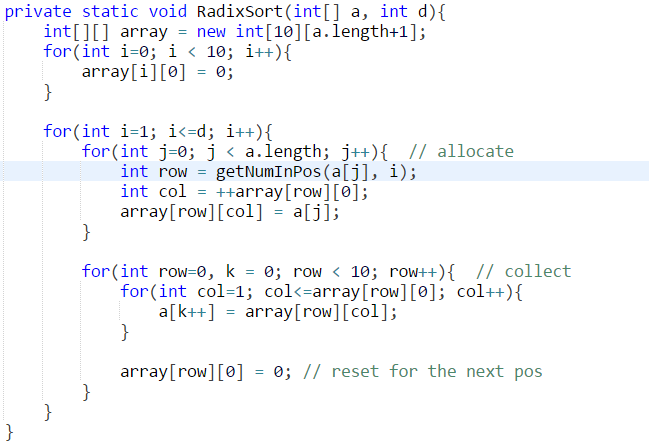 private static void RadixSort(int[] a, int d){
    int[][] array = new int[10][a.length+1];
    for(int i=0; i < 10; i++){
        array[i][0] = 0;
    }

    for(int i=1; i<=d; i++){
        for(int j=0; j < a.length; j++){  // allocate
            int row = getNumInPos(a[j], i);
            int col = ++array[row][0];
            array[row][col] = a[j];
        }

        for(int row=0, k = 0; row < 10; row++){  // collect
            for(int col=1; col<=array[row][0]; col++){
                a[k++] = array[row][col];
            }

            array[row][0] = 0; // reset for the next pos
        }
    }
}